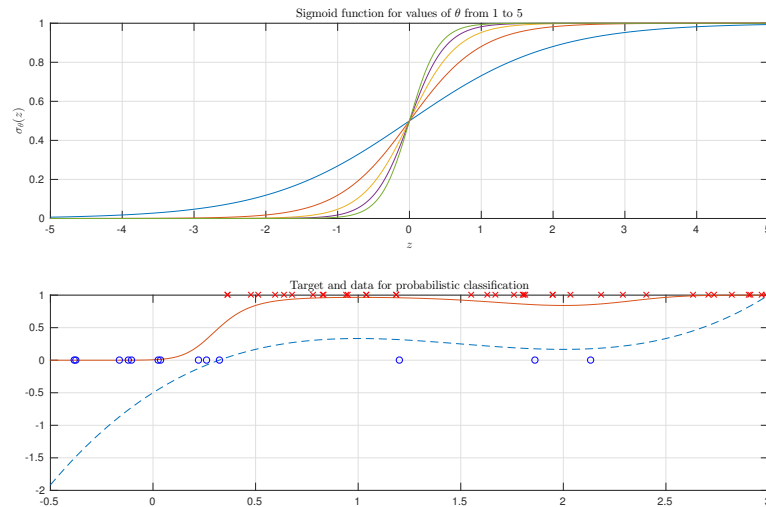 Sigmoid function for values of θ from 1 to 5
1
0.8
0.6
0.4
0.2
0
σθ(z)
-5 -4 -3 -2 -1 0 1 2 3 4 5
z
Target and data for probabilistic classification
1
0.5
0
-0.5
-1
-1.5
-2
-0.5 0 0.5 1 1.5 2 2.5 3